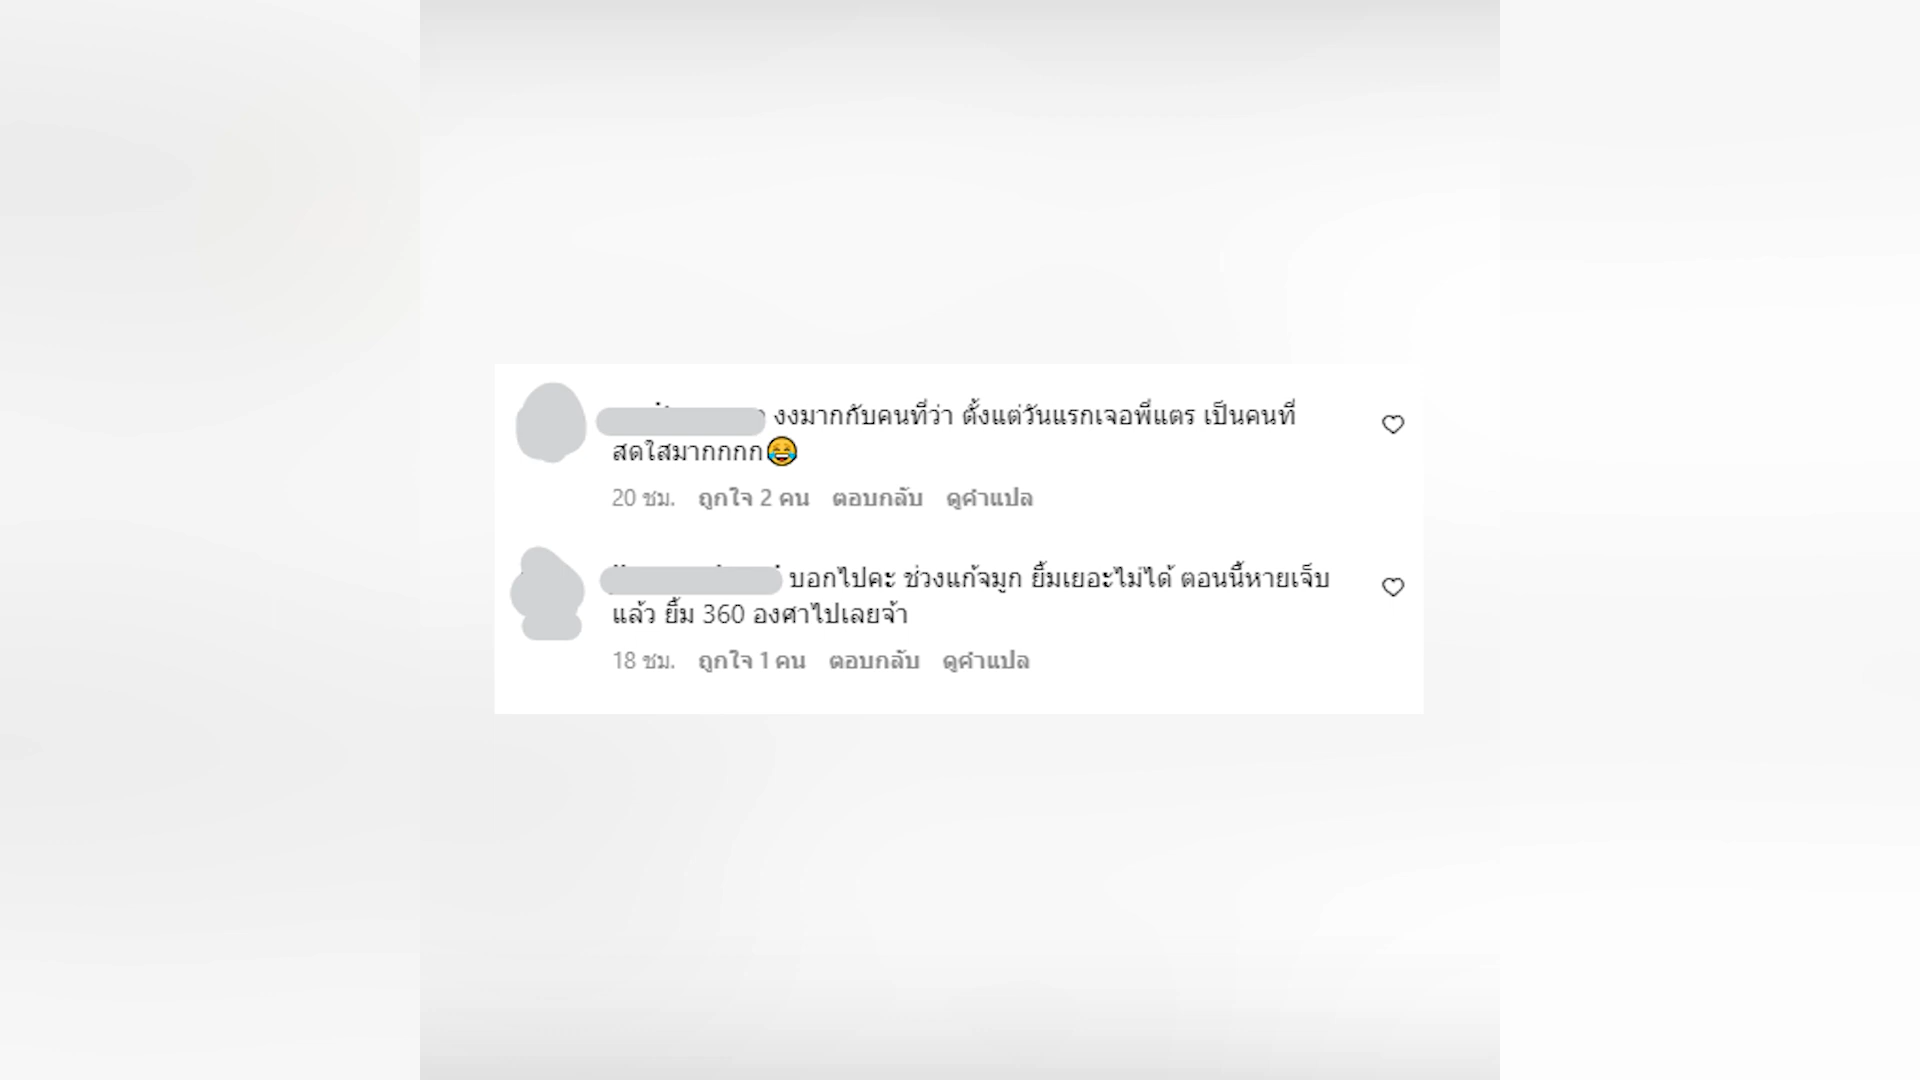 งงมากกับคนที่ว่า ตั้งแต่วันแรกเจอพี่แตร เป็นคนที่
สดใสมากกกก😂
20 ชม. ถูกใจ 2 คน ตอบกลับ ดูคำแปล
บอกไปคะ ช่วงแก้จมูก ยิ้มเยอะไม่ได้ ตอนนี้หายเจ็บ
แล้ว ยิ้ม 360 องศาไปเลยจ้า
18 ชม. ถูกใจ 1 คน ตอบกลับ ดูคำแปล